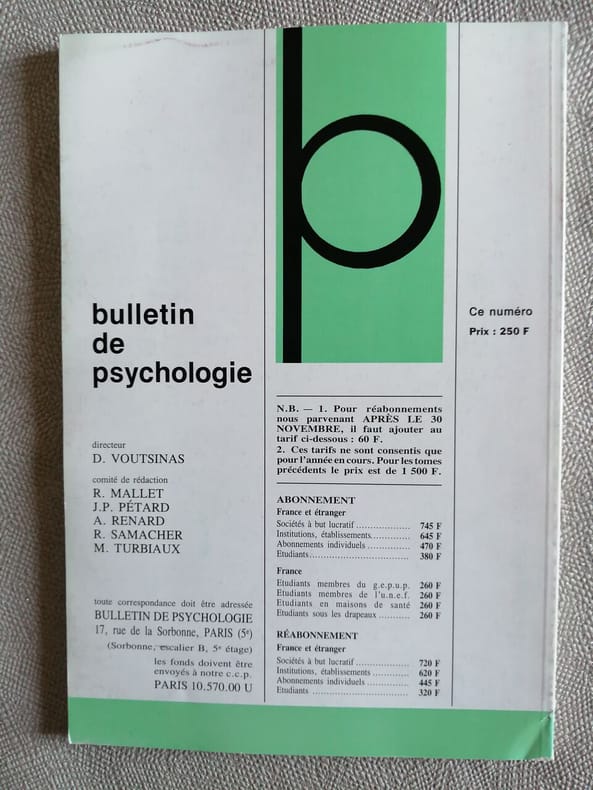 bulletin
de
psychologie
directeur
D. VOUTSINAS
comité de rédaction
R. MALLET
J.P. PÉTARD
A. RENARD
R. SAMACHER
M. TURBIAUX
toute correspondance doit être adressée
BULLETIN DE PSYCHOLOGIE
17, rue de la Sorbonne, PARIS (5e)
(Sorbonne, escalier B, 5e étage)
les fonds doivent être
envoyés à notre c.c.p.
PARIS 10.570.00 U
p
N.B. — 1. Pour réabonnements
nous parvenant APRÈS LE 30
NOVEMBRE, il faut ajouter au
tarif ci-dessous : 60 F.
2. Ces tarifs ne sont consentis que
pour l'année en cours. Pour les tomes
précédents le prix est de 1 500 F.
ABONNEMENT
France et étranger
Sociétés à but lucratif ................... 745 F
Institutions, établissements.............. 645 F
Abonnements individuels ............... 470 F
Etudiants................................... 380 F
France
Etudiants membres du g.e.p.u.p. 260 F
Etudiants membres de l'u.n.e.f. 260 F
Etudiants en maisons de santé 260 F
Etudiants sous les drapeaux ........... 260 F
RÉABONNEMENT
France et étranger
Sociétés à but lucratif ................... 720 F
Institutions, établissements ............. 620 F
Abonnements individuels ............... 445 F
Etudiants .................................. 320 F
Ce numéro
Prix : 250 F